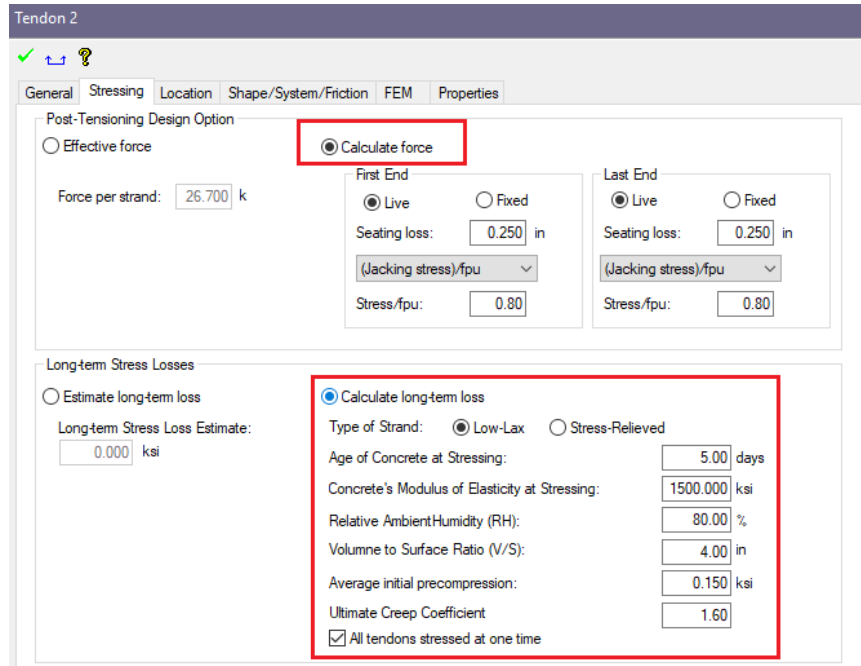 Tendon 2
General Stressing Location Shape/System/Friction FEM Properties
Post-Tensioning Design Option
Effective force Calculate force
Force per strand: 26.700 k
First End Last End
Live Fixed Live Fixed
Seating loss: 0.250 in Seating loss: 0.250 in
(Jacking stress)/fpu (Jacking stress)/fpu
Stress/fpu: 0.80 Stress/fpu: 0.80
Long-term Stress Losses
Estimate long-term loss Calculate long-term loss
Long-term Stress Loss Estimate: Type of Strand: Low-Lax Stress-Relieved
0.000 ksi Age of Concrete at Stressing: 5.00 days
Concrete's Modulus of Elasticity at Stressing: 1500.000 ksi
Relative AmbientHumidity (RH): 80.00 %
Volumne to Surface Ratio (V/S): 4.00 in
Average initial precompression: 0.150 ksi
Ultimate Creep Coefficient 1.60
All tendons stressed at one time